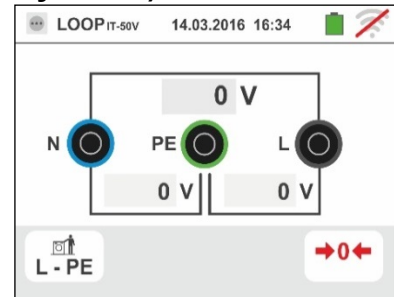 LOOP IT-50V 14.03.2016 16:34
0 V
N PE L
0 V 0 V
L - PE →0←